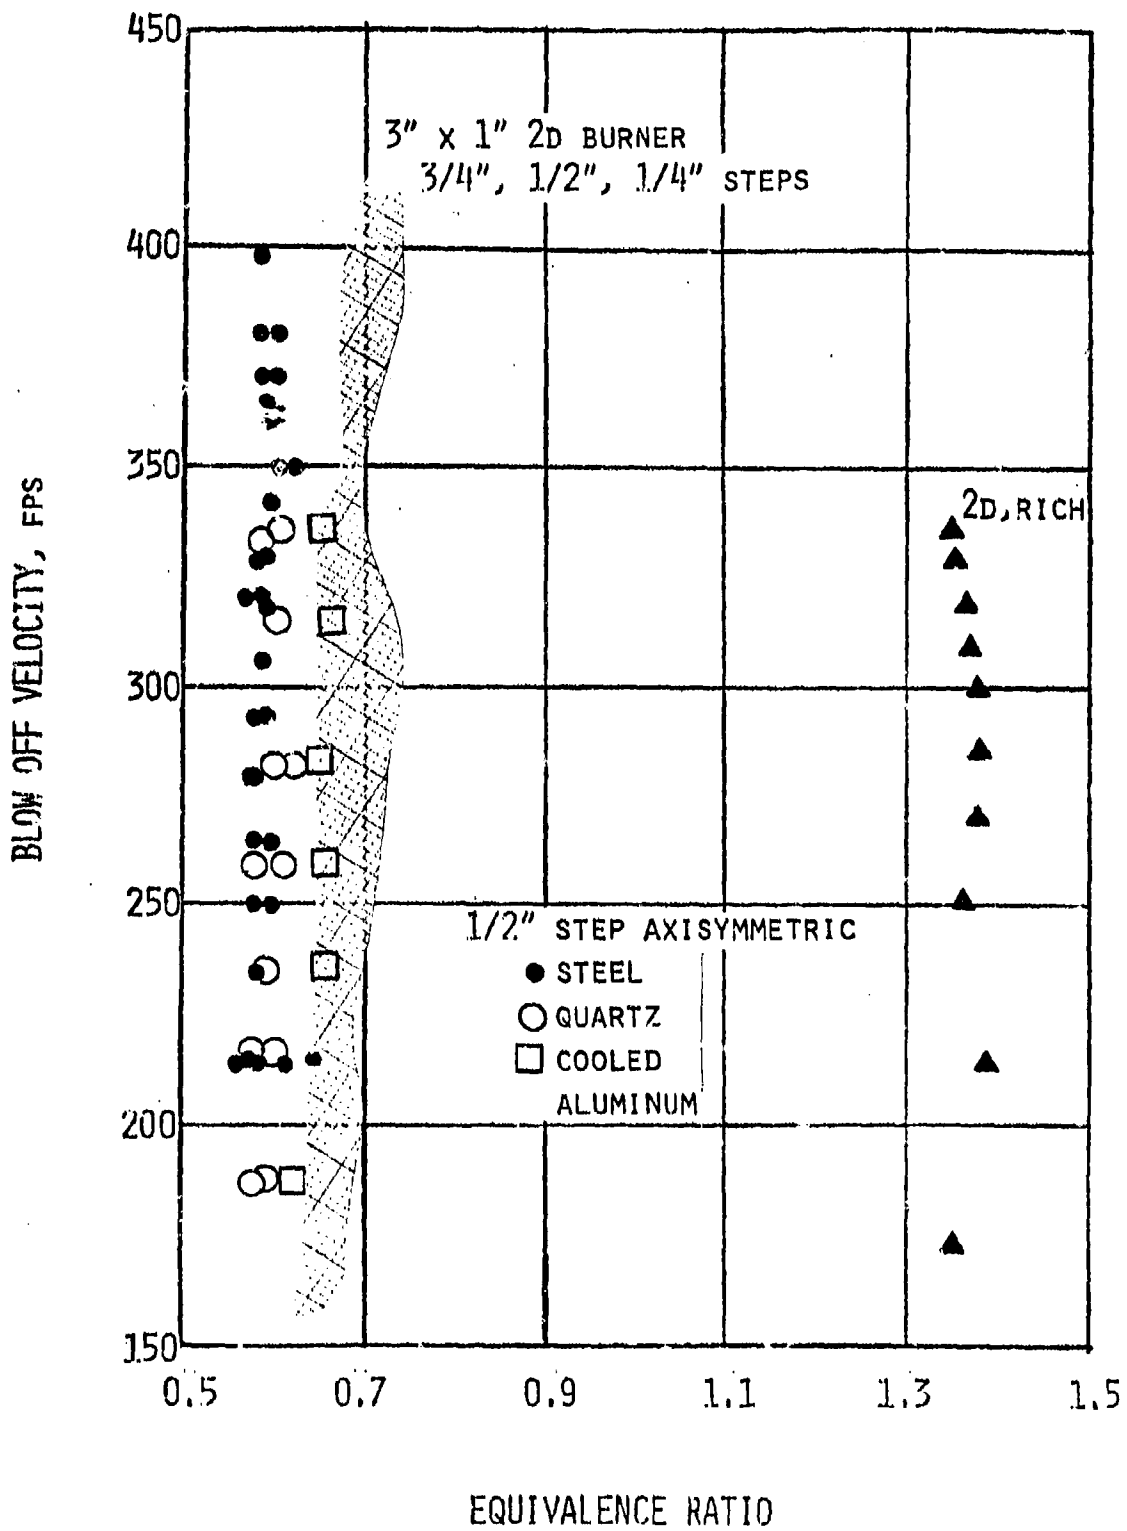 450
3" x 1" 2D BURNER
3/4", 1/2", 1/4" STEPS
400
350
2D, RICH
300
250
1/2" STEP AXISYMMETRIC
STEEL
QUARTZ
COOLED
ALUMINUM
200
150
0.5 0.7 0.9 1.1 1.3 1.5
EQUIVALENCE RATIO
BLOW OFF VELOCITY, FPS